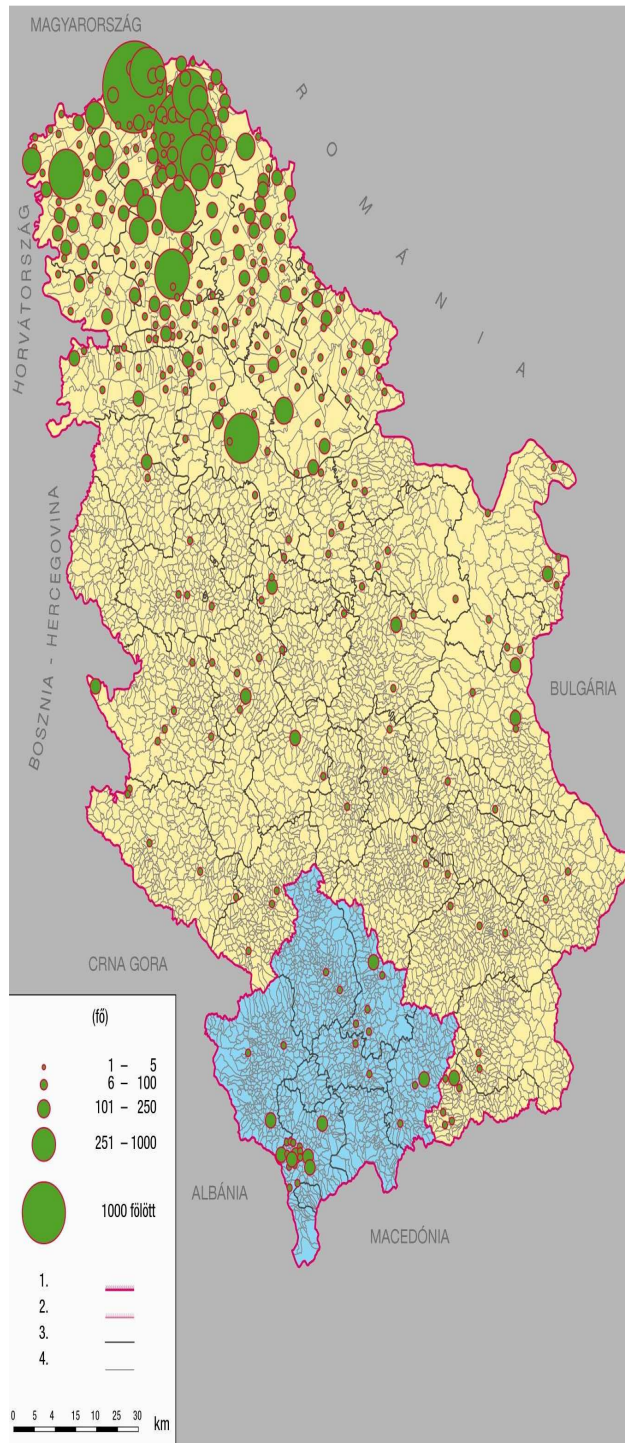 MAGYARORSZÁG
ROMÁNIA
HORVÁTORSZÁG
BOSZNIA - HERCEGOVINA
BULGÁRIA
CRNA GORA
ALBÁNIA
MACEDÓNIA
(fő)
1 – 5
6 – 100
101 – 250
251 – 1000
1000 fölött
1.
2.
3.
4.
0 5 4 15 10 25 30 km